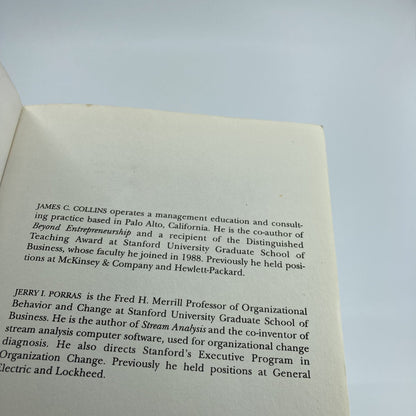 JAMES C. COLLINS operates a management education and consult-
ing practice based in Palo Alto, California. He is the co-author of
Beyond Entrepreneurship and a recipient of the Distinguished
Teaching Award at Stanford University Graduate School of
Business, whose faculty he joined in 1988. Previously he held posi-
tions at McKinsey & Company and Hewlett-Packard.
JERRY I. PORRAS is the Fred H. Merrill Professor of Organizational
Behavior and Change at Stanford University Graduate School of
Business. He is the author of Stream Analysis and the co-inventor of
stream analysis computer software, used for organizational change
diagnosis. He also directs Stanford's Executive Program in
Organization Change. Previously he held positions at General
Electric and Lockheed.